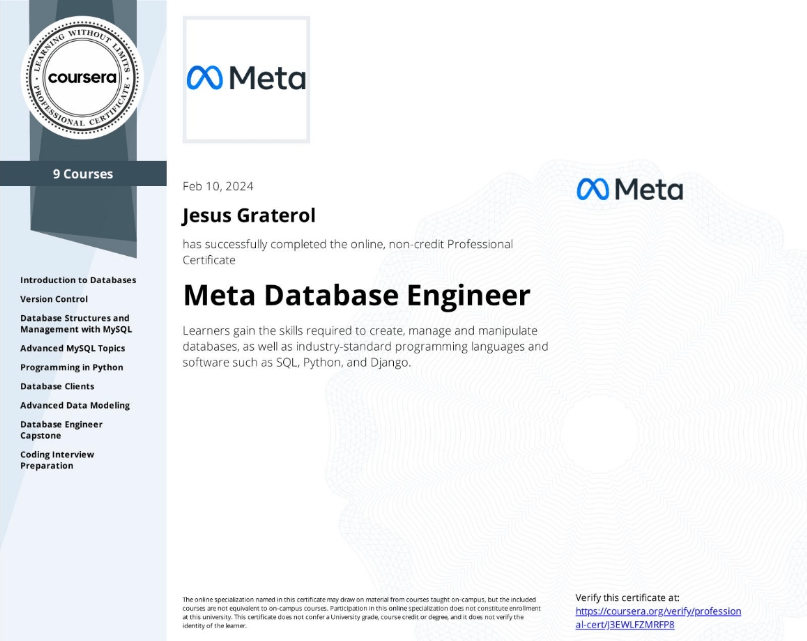 LEARNING WITHOUT LIMITS
coursera
PROFESSIONAL CERTIFICATE
9 Courses
Introduction to Databases
Version Control
Database Structures and
Management with MySQL
Advanced MySQL Topics
Programming in Python
Database Clients
Advanced Data Modeling
Database Engineer
Capstone
Coding Interview
Preparation
Meta
Feb 10, 2024
Jesus Graterol
has successfully completed the online, non-credit Professional
Certificate
Meta Database Engineer
Learners gain the skills required to create, manage and manipulate
databases, as well as industry-standard programming languages and
software such as SQL, Python, and Django.
Meta
The online specialization named in this certificate may draw on material from courses taught on-campus, but the included
courses are not equivalent to on-campus courses. Participation in this online specialization does not constitute enrollment
at this university. This certificate does not confer a University grade, course credit or degree, and it does not verify the
identity of the learner.
Verify this certificate at:
https://coursera.org/verify/profession
al-cert/J3EWLFZMRFP8